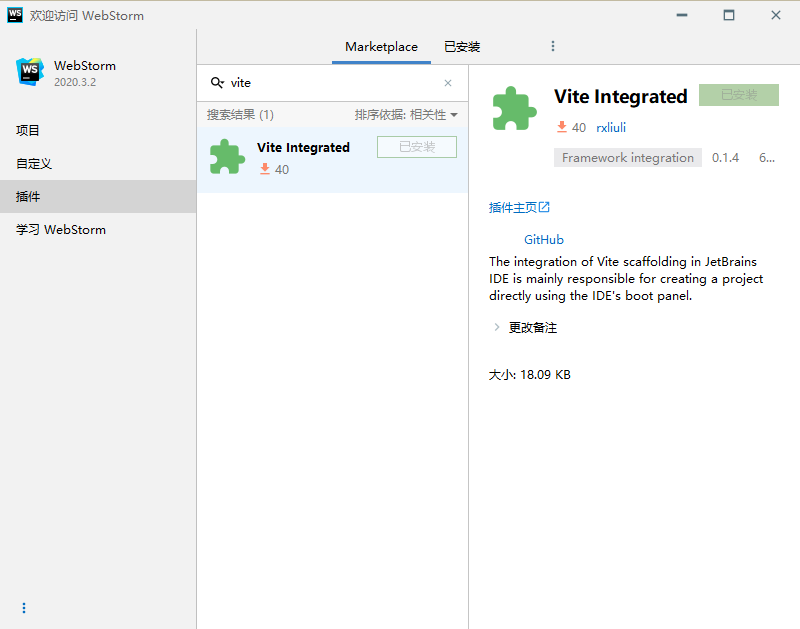 WS 欢迎访问 WebStorm
WS
WebStorm
2020.3.2
项目
自定义
插件
学习 WebStorm
Marketplace 已安装
vite
搜索结果 (1) 排序依据: 相关性
Vite Integrated 已安装
40
Vite Integrated 已安装
40 rxliuli
Framework integration 0.1.4 6...
插件主页
GitHub
The integration of Vite scaffolding in JetBrains
IDE is mainly responsible for creating a project
directly using the IDE's boot panel.
更改备注
大小: 18.09 KB